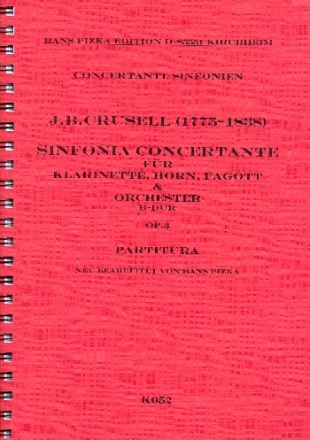 HANS PIZKA EDITION D-85551 KIRCHHEIM
CONCERTANTE SINFONIEN
J.B.CRUSELL (1775-1838)
SINFONIA CONCERTANTE
FÜR
KLARINETTE, HORN, FAGOTT
&
ORCHESTER
B-DUR
OP.3
PARTITURA
NEU BEARBEITET VON HANS PIZKA
K052